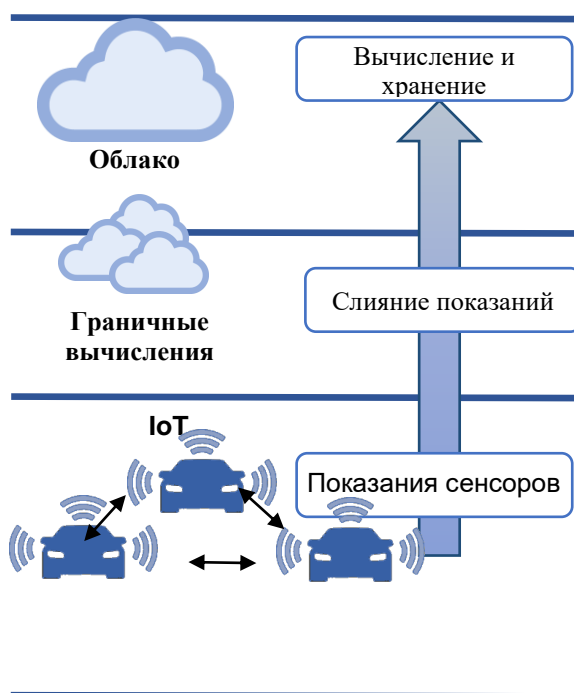 Вычисление и
хранение
Облако
Слияние показаний
Граничные
вычисления
IoT
Показания сенсоров